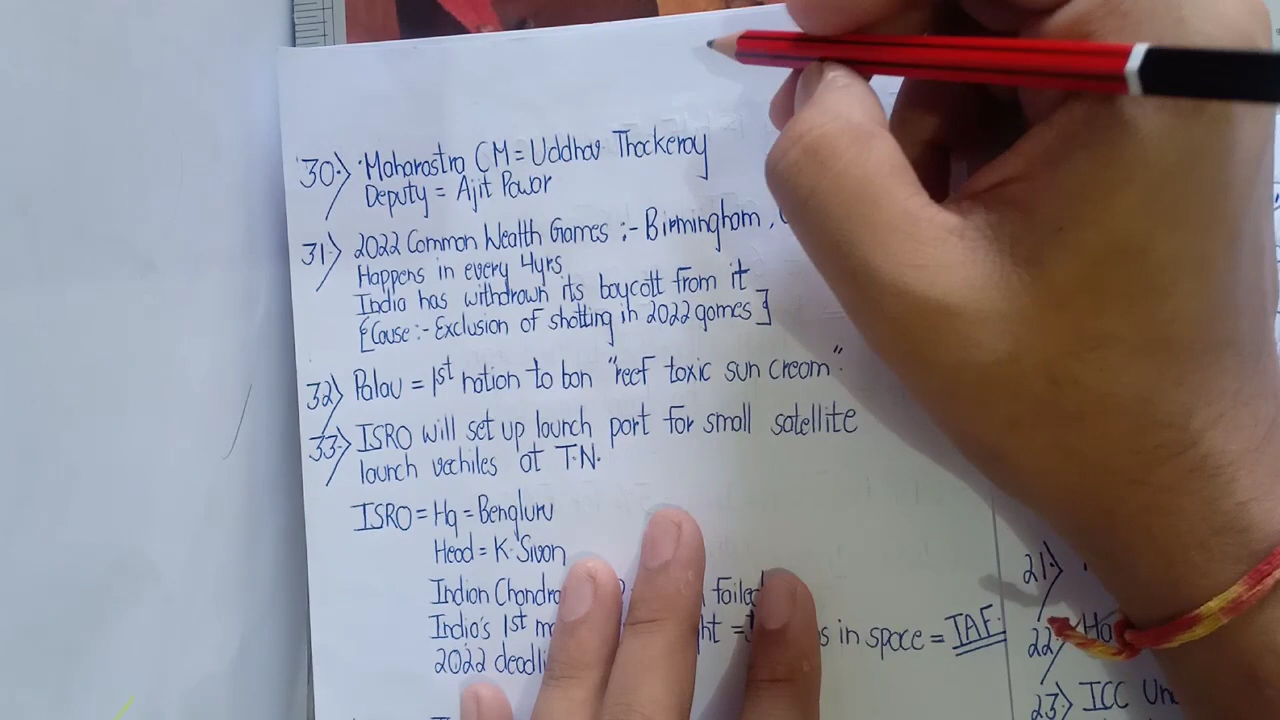 30.) Maharastra CM = Uddhav Thackeray
Deputy = Ajit Pawar
31.) 2022 Common Wealth Games :- Birmingham,
Happens in every 4yrs
India has withdrawn its boycott from it
[Cause :- Exclusion of shotting in 2022 games]
32) Palau = 1st nation to ban "reef toxic sun cream".
33.) ISRO will set up launch port for small satellite
launch vechiles at T.N.
ISRO = Hq = Bengluru
Head = K. Sivan
Indian failed
India's 1st = in space = IAF.
2022
21.)
22.
23.) ICC